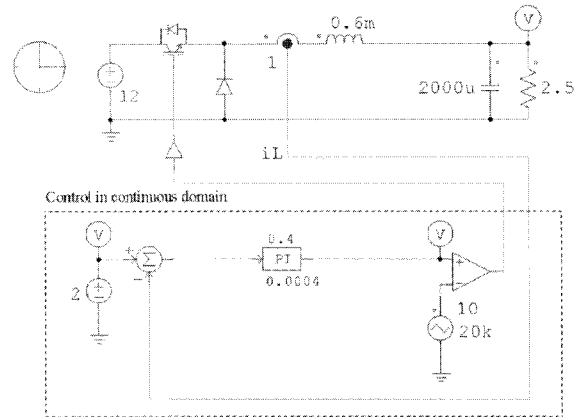 V
0.6m
1
12
2000u
2.5
iL
Control in continuous domain
V
0.4
V
2
Σ
PI
0.0004
10
20k